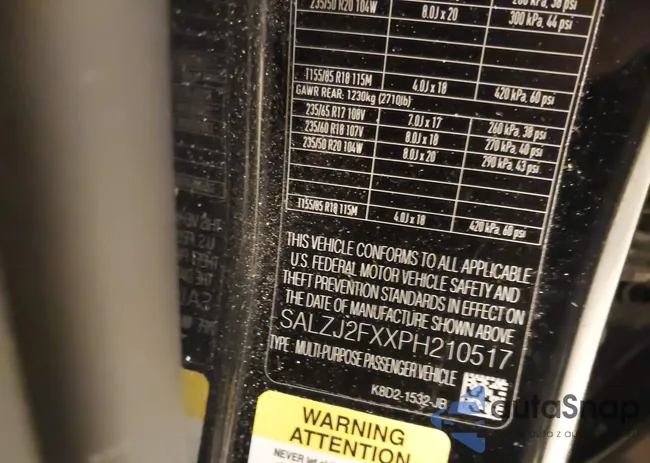 235/50 R20 104W 8.0J x 20 300 kPa, 44 psi
T155/85 R18 115M 4.0J x 18 420 kPa, 60 psi
GAWR REAR: 1230kg (2710lb)
235/65 R17 108V 7.0J x 17 260 kPa, 38 psi
235/60 R18 107V 8.0J x 18 270 kPa, 40 psi
235/50 R20 104W 8.0J x 20 290 kPa, 43 psi
T155/85 R18 115M 4.0J x 18 420 kPa, 60 psi
THIS VEHICLE CONFORMS TO ALL APPLICABLE
U.S. FEDERAL MOTOR VEHICLE SAFETY AND
THEFT PREVENTION STANDARDS IN EFFECT ON
THE DATE OF MANUFACTURE SHOWN ABOVE
SALZJ2FXXPH210517
TYPE : MULTI-PURPOSE PASSENGER VEHICLE
K8D2-1532-JB
WARNING
ATTENTION
NEVER
autaSnap
auta z